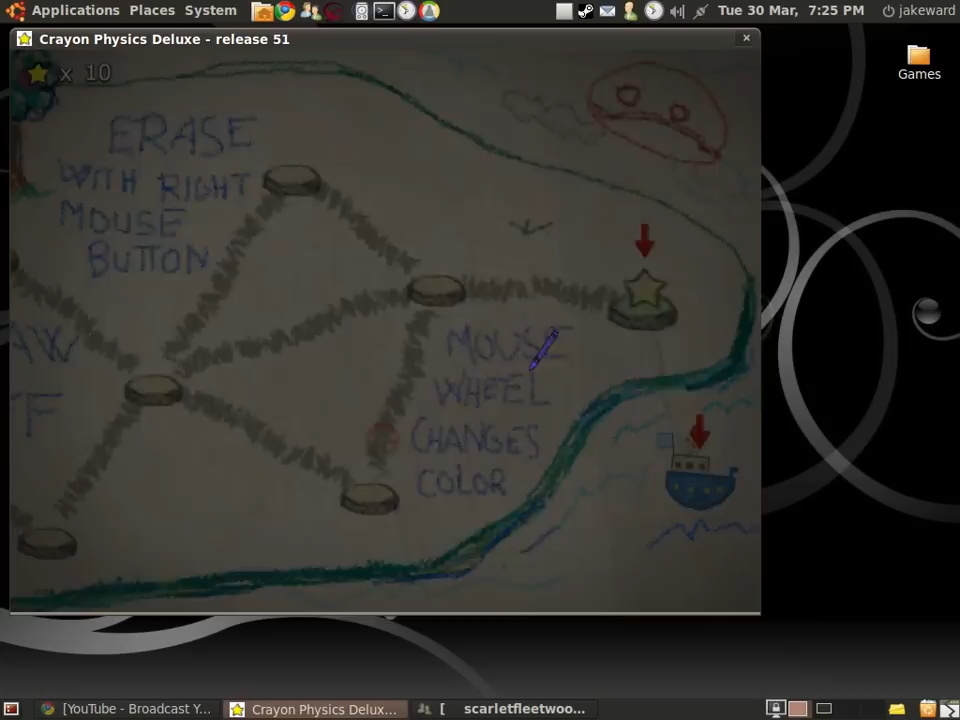 Applications Places System
Tue 30 Mar, 7:25 PM
jakeward
Crayon Physics Deluxe - release 51
Games
x 10
ERASE
WITH RIGHT
MOUSE
BUTTON
MOUSE
WHEEL
CHANGES
COLOR
[YouTube - Broadcast Y...
Crayon Physics Delux...
[ scarletfleetwoo...